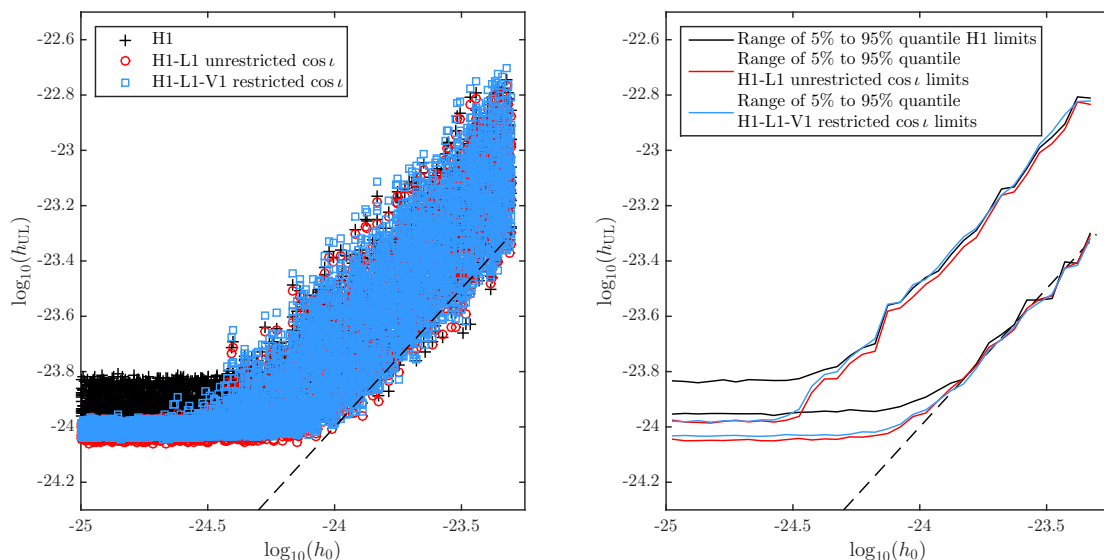 -22.6
-22.8
-23
-23.2
-23.4
-23.6
-23.8
-24
-24.2
log₁₀(h_UL)
-25
-24.5
-24
-23.5
log₁₀(h₀)
H1
H1-L1 unrestricted cos ι
H1-L1-V1 restricted cos ι
-22.6
-22.8
-23
-23.2
-23.4
-23.6
-23.8
-24
-24.2
log₁₀(h_UL)
-25
-24.5
-24
-23.5
log₁₀(h₀)
Range of 5% to 95% quantile H1 limits
Range of 5% to 95% quantile
H1-L1 unrestricted cos ι limits
Range of 5% to 95% quantile
H1-L1-V1 restricted cos ι limits